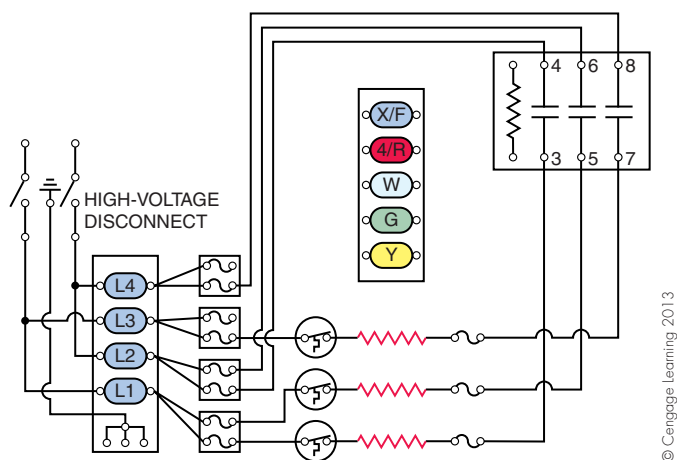 4 6 8
X/F
4/R
W
G
Y
3 5 7
HIGH-VOLTAGE
DISCONNECT
L4
L3
L2
L1
© Cengage Learning 2013